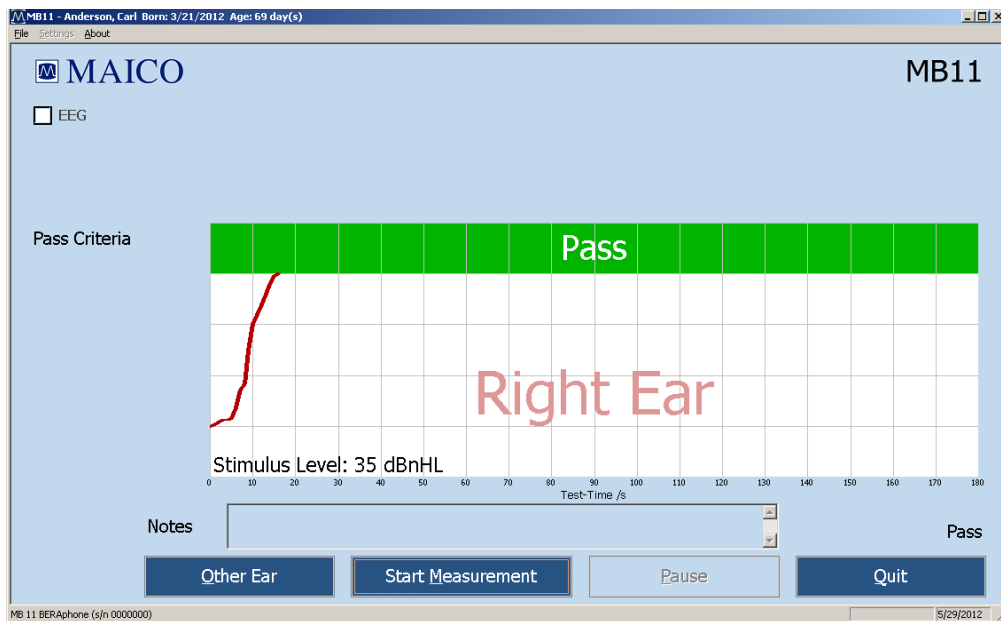 MB11 - Anderson, Carl Born: 3/21/2012 Age: 69 day(s)
File Settings About
MAICO
MB11
EEG
Pass Criteria
Pass
Right Ear
Stimulus Level: 35 dBnHL
0 10 20 30 40 50 60 70 80 90 100 110 120 130 140 150 160 170 180
Test-Time /s
Notes
Pass
Other Ear Start Measurement Pause Quit
MB 11 BERAphone (s/n 0000000) 5/29/2012